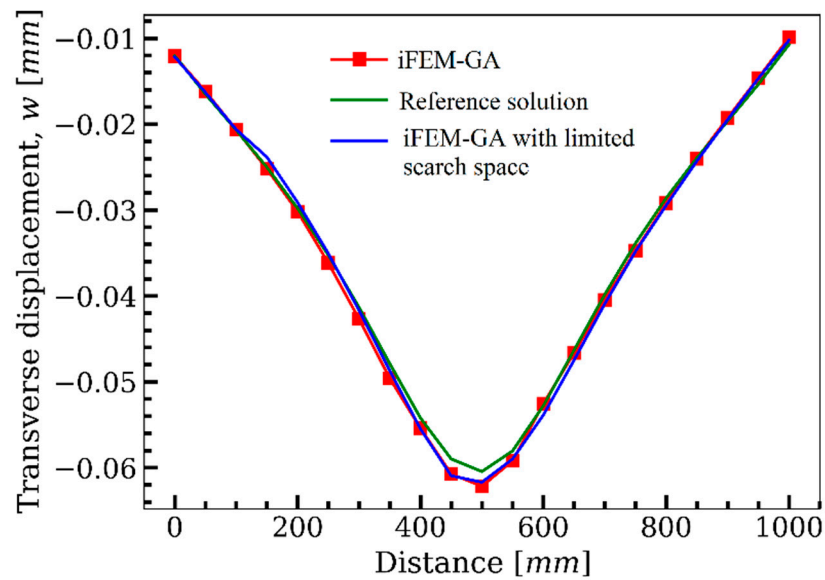 −0.01
−0.02
−0.03
−0.04
−0.05
−0.06
Transverse displacement, w [mm]
iFEM-GA
Reference solution
iFEM-GA with limited
search space
0
200
400
600
800
1000
Distance [mm]